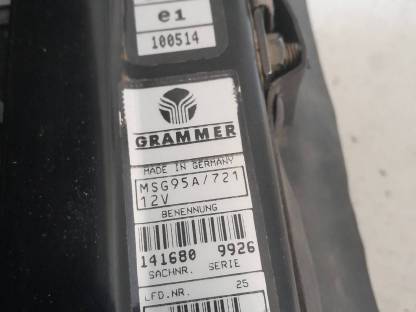 e1
100514
GRAMMER
MADE IN GERMANY
MSG95A/721
12V
BENENNUNG
141680 9926
SACHNR. SERIE
LFD.NR. 25